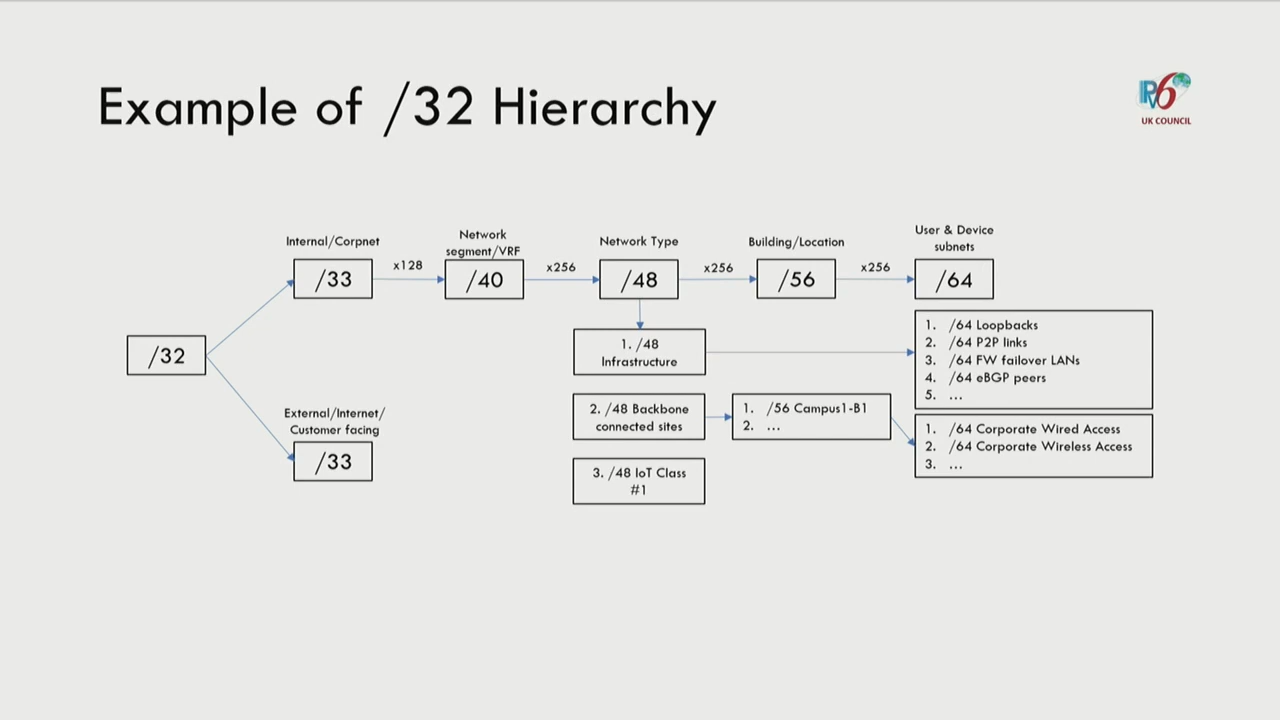 Example of /32 Hierarchy
IPv6
UK COUNCIL
Internal/Corpnet
/33
x128
Network
segment/VRF
/40
x256
Network Type
/48
x256
Building/Location
/56
x256
User & Device
subnets
/64
/32
External/Internet/
Customer facing
/33
1. /48
Infrastructure
2. /48 Backbone
connected sites
3. /48 IoT Class
#1
1. /56 Campus1-B1
2. ...
1. /64 Loopbacks
2. /64 P2P links
3. /64 FW failover LANs
4. /64 eBGP peers
5. ...
1. /64 Corporate Wired Access
2. /64 Corporate Wireless Access
3. ...